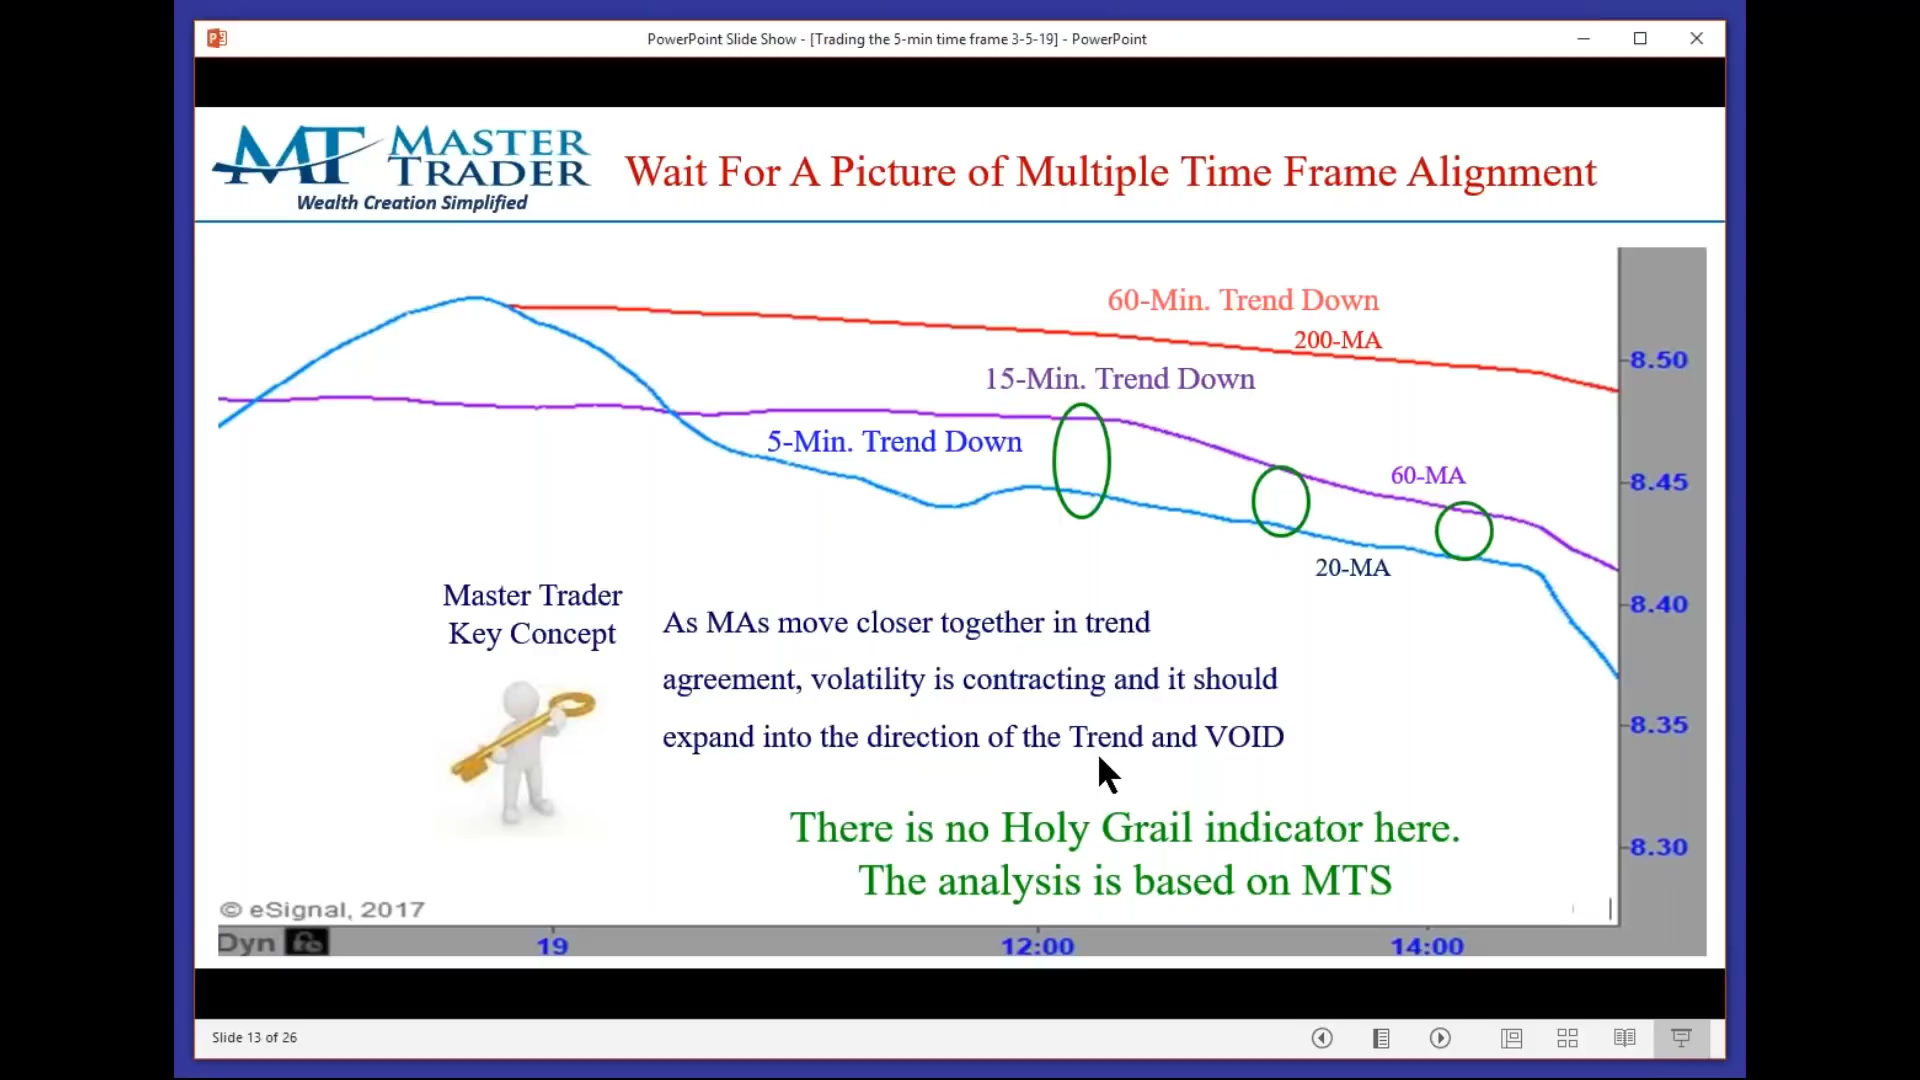 PowerPoint Slide Show - [Trading the 5-min time frame 3-5-19] - PowerPoint
MT MASTER TRADER
Wealth Creation Simplified
Wait For A Picture of Multiple Time Frame Alignment
60-Min. Trend Down
200-MA
8.50
15-Min. Trend Down
5-Min. Trend Down
60-MA
8.45
20-MA
Master Trader
Key Concept
8.40
As MAs move closer together in trend
agreement, volatility is contracting and it should
expand into the direction of the Trend and VOID
8.35
There is no Holy Grail indicator here.
The analysis is based on MTS
8.30
© eSignal, 2017
Dyn
19
12:00
14:00
Slide 13 of 26